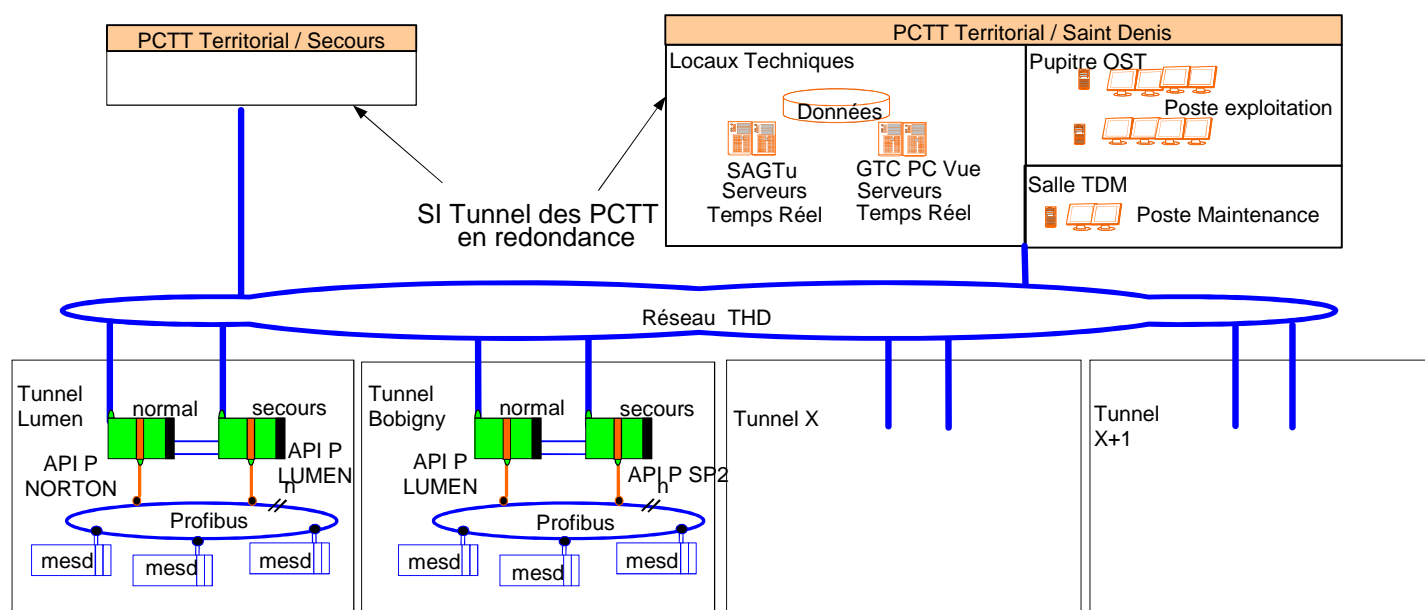 PCTT Territorial / Secours
PCTT Territorial / Saint Denis
Locaux Techniques
Données
SAGTu
Serveurs
Temps Réel
GTC PC Vue
Serveurs
Temps Réel
Pupitre OST
Poste exploitation
Salle TDM
Poste Maintenance
SI Tunnel des PCTT
en redondance
Réseau THD
Tunnel
Lumen
normal
secours
API P
NORTON
API P
LUMEN
n
Profibus
mesd
mesd
mesd
Tunnel
Bobigny
normal
secours
API P
LUMEN
API P SP2
n
Profibus
mesd
mesd
mesd
Tunnel X
Tunnel
X+1